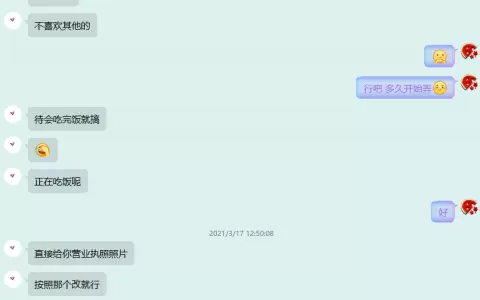 不喜欢其他的
行吧 多久开始弄
待会吃完饭就搞
正在吃饭呢
好
2021/3/17 12:50:08
直接给你营业执照照片
按照那个改就行